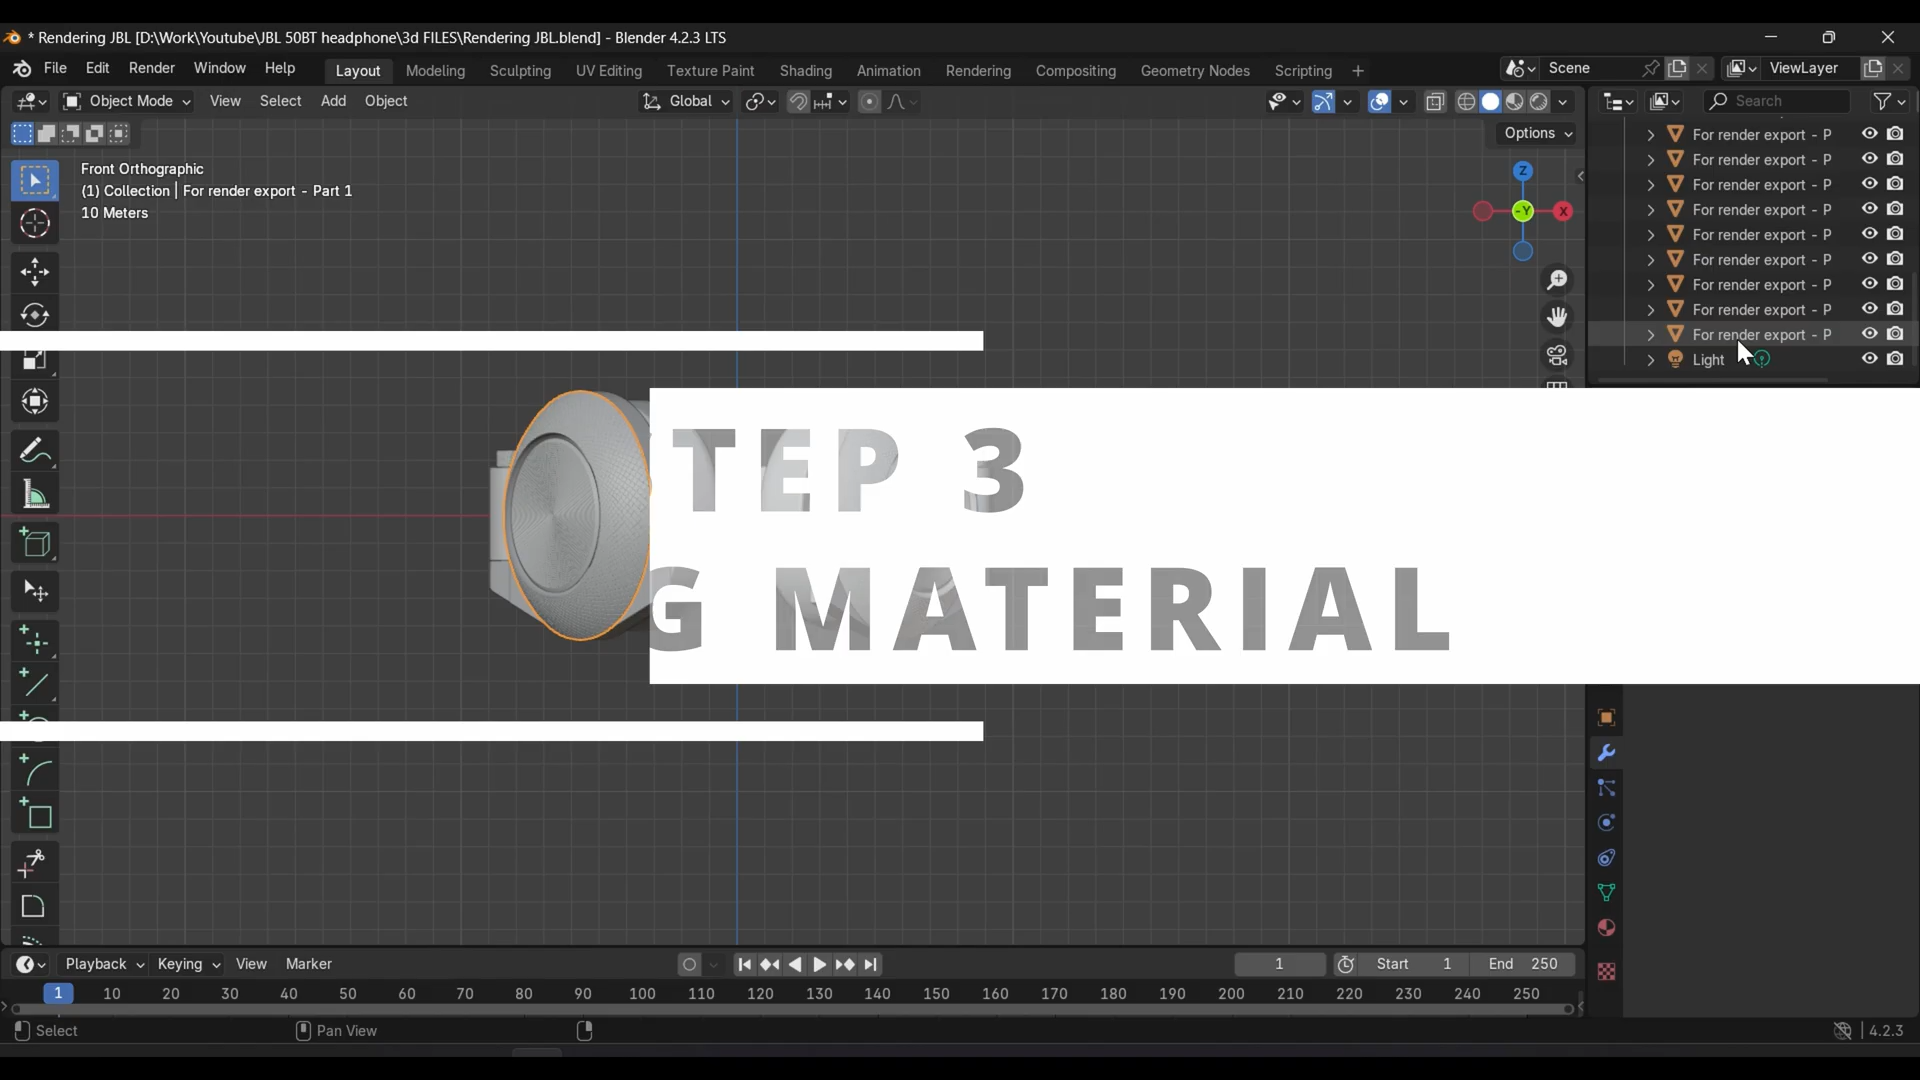 * Rendering JBL [D:\Work\Youtube\JBL 50BT headphone\3d FILES\Rendering JBL.blend] - Blender 4.2.3 LTS
File Edit Render Window Help Layout Modeling Sculpting UV Editing Texture Paint Shading Animation Rendering Compositing Geometry Nodes Scripting + Scene ViewLayer
Object Mode View Select Add Object Global Search
Options
Front Orthographic
(1) Collection | For render export - Part 1
10 Meters
Z
-Y X
For render export - P
For render export - P
For render export - P
For render export - P
For render export - P
For render export - P
For render export - P
For render export - P
For render export - P
Light
TEP 3
G MATERIAL
Playback Keying View Marker 1 Start 1 End 250
1 10 20 30 40 50 60 70 80 90 100 110 120 130 140 150 160 170 180 190 200 210 220 230 240 250
Select Pan View 4.2.3